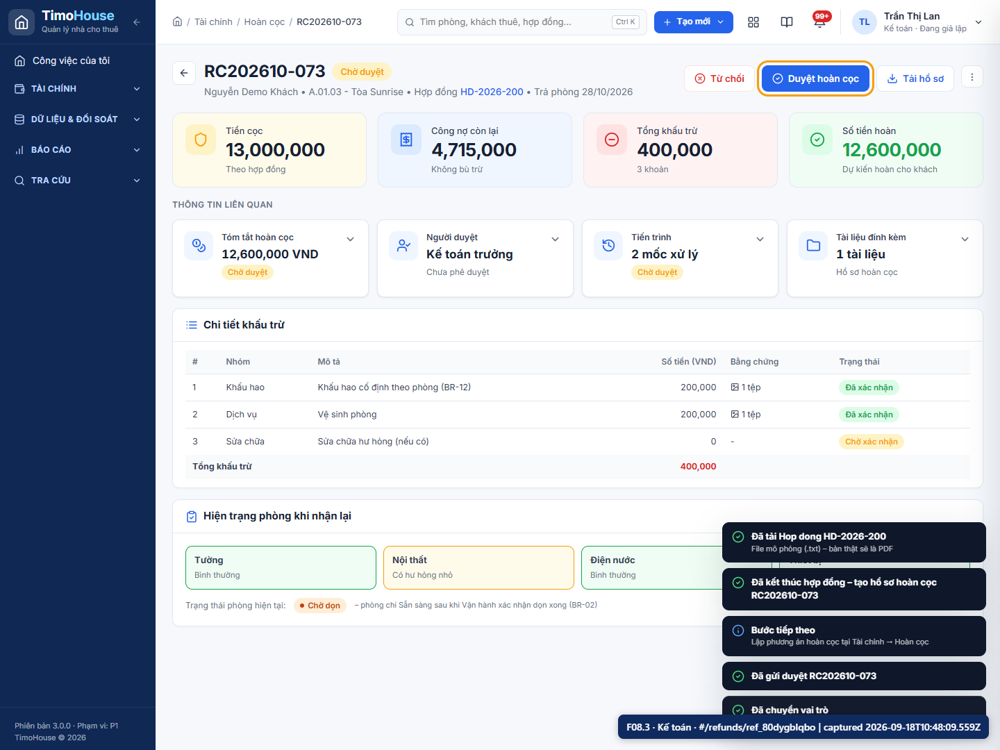 TimoHouse
Quản lý nhà cho thuê
Công việc của tôi
TÀI CHÍNH
DỮ LIỆU & ĐỐI SOÁT
BÁO CÁO
TRA CỨU
Phiên bản 3.0.0 · Phạm vi: P1
TimoHouse © 2026
/ Tài chính / Hoàn cọc / RC202610-073
Tìm phòng, khách thuê, hợp đồng...
Ctrl K
Tạo mới
99+
TL
Trần Thị Lan
Kế toán · Đang giả lập
RC202610-073
Chờ duyệt
Nguyễn Demo Khách • A.01.03 - Tòa Sunrise • Hợp đồng HD-2026-200 • Trả phòng 28/10/2026
Từ chối
Duyệt hoàn cọc
Tải hồ sơ
Tiền cọc
13,000,000
Theo hợp đồng
Công nợ còn lại
4,715,000
Không bù trừ
Tổng khấu trừ
400,000
3 khoản
Số tiền hoàn
12,600,000
Dự kiến hoàn cho khách
THÔNG TIN LIÊN QUAN
Tóm tắt hoàn cọc
12,600,000 VND
Chờ duyệt
Người duyệt
Kế toán trưởng
Chưa phê duyệt
Tiến trình
2 mốc xử lý
Chờ duyệt
Tài liệu đính kèm
1 tài liệu
Hồ sơ hoàn cọc
Chi tiết khấu trừ
# Nhóm Mô tả Số tiền (VND) Bằng chứng Trạng thái
1 Khấu hao Khấu hao cố định theo phòng (BR-12) 200,000 1 tệp Đã xác nhận
2 Dịch vụ Vệ sinh phòng 200,000 1 tệp Đã xác nhận
3 Sửa chữa Sửa chữa hư hỏng (nếu có) 0 - Chờ xác nhận
Tổng khấu trừ 400,000
Hiện trạng phòng khi nhận lại
Tường
Bình thường
Nội thất
Có hư hỏng nhỏ
Điện nước
Bình thường
Trạng thái phòng hiện tại: Chờ dọn – phòng chỉ Sẵn sàng sau khi Vận hành xác nhận dọn xong (BR-02)
Đã tải Hop dong HD-2026-200
File mô phỏng (.txt) – bản thật sẽ là PDF
Đã kết thúc hợp đồng – tạo hồ sơ hoàn cọc
RC202610-073
Bước tiếp theo
Lập phương án hoàn cọc tại Tài chính → Hoàn cọc
Đã gửi duyệt RC202610-073
Đã chuyển vai trò
F08.3 · Kế toán · #/refunds/ref_80dygblqbo | captured 2026-09-18T10:48:09.559Z